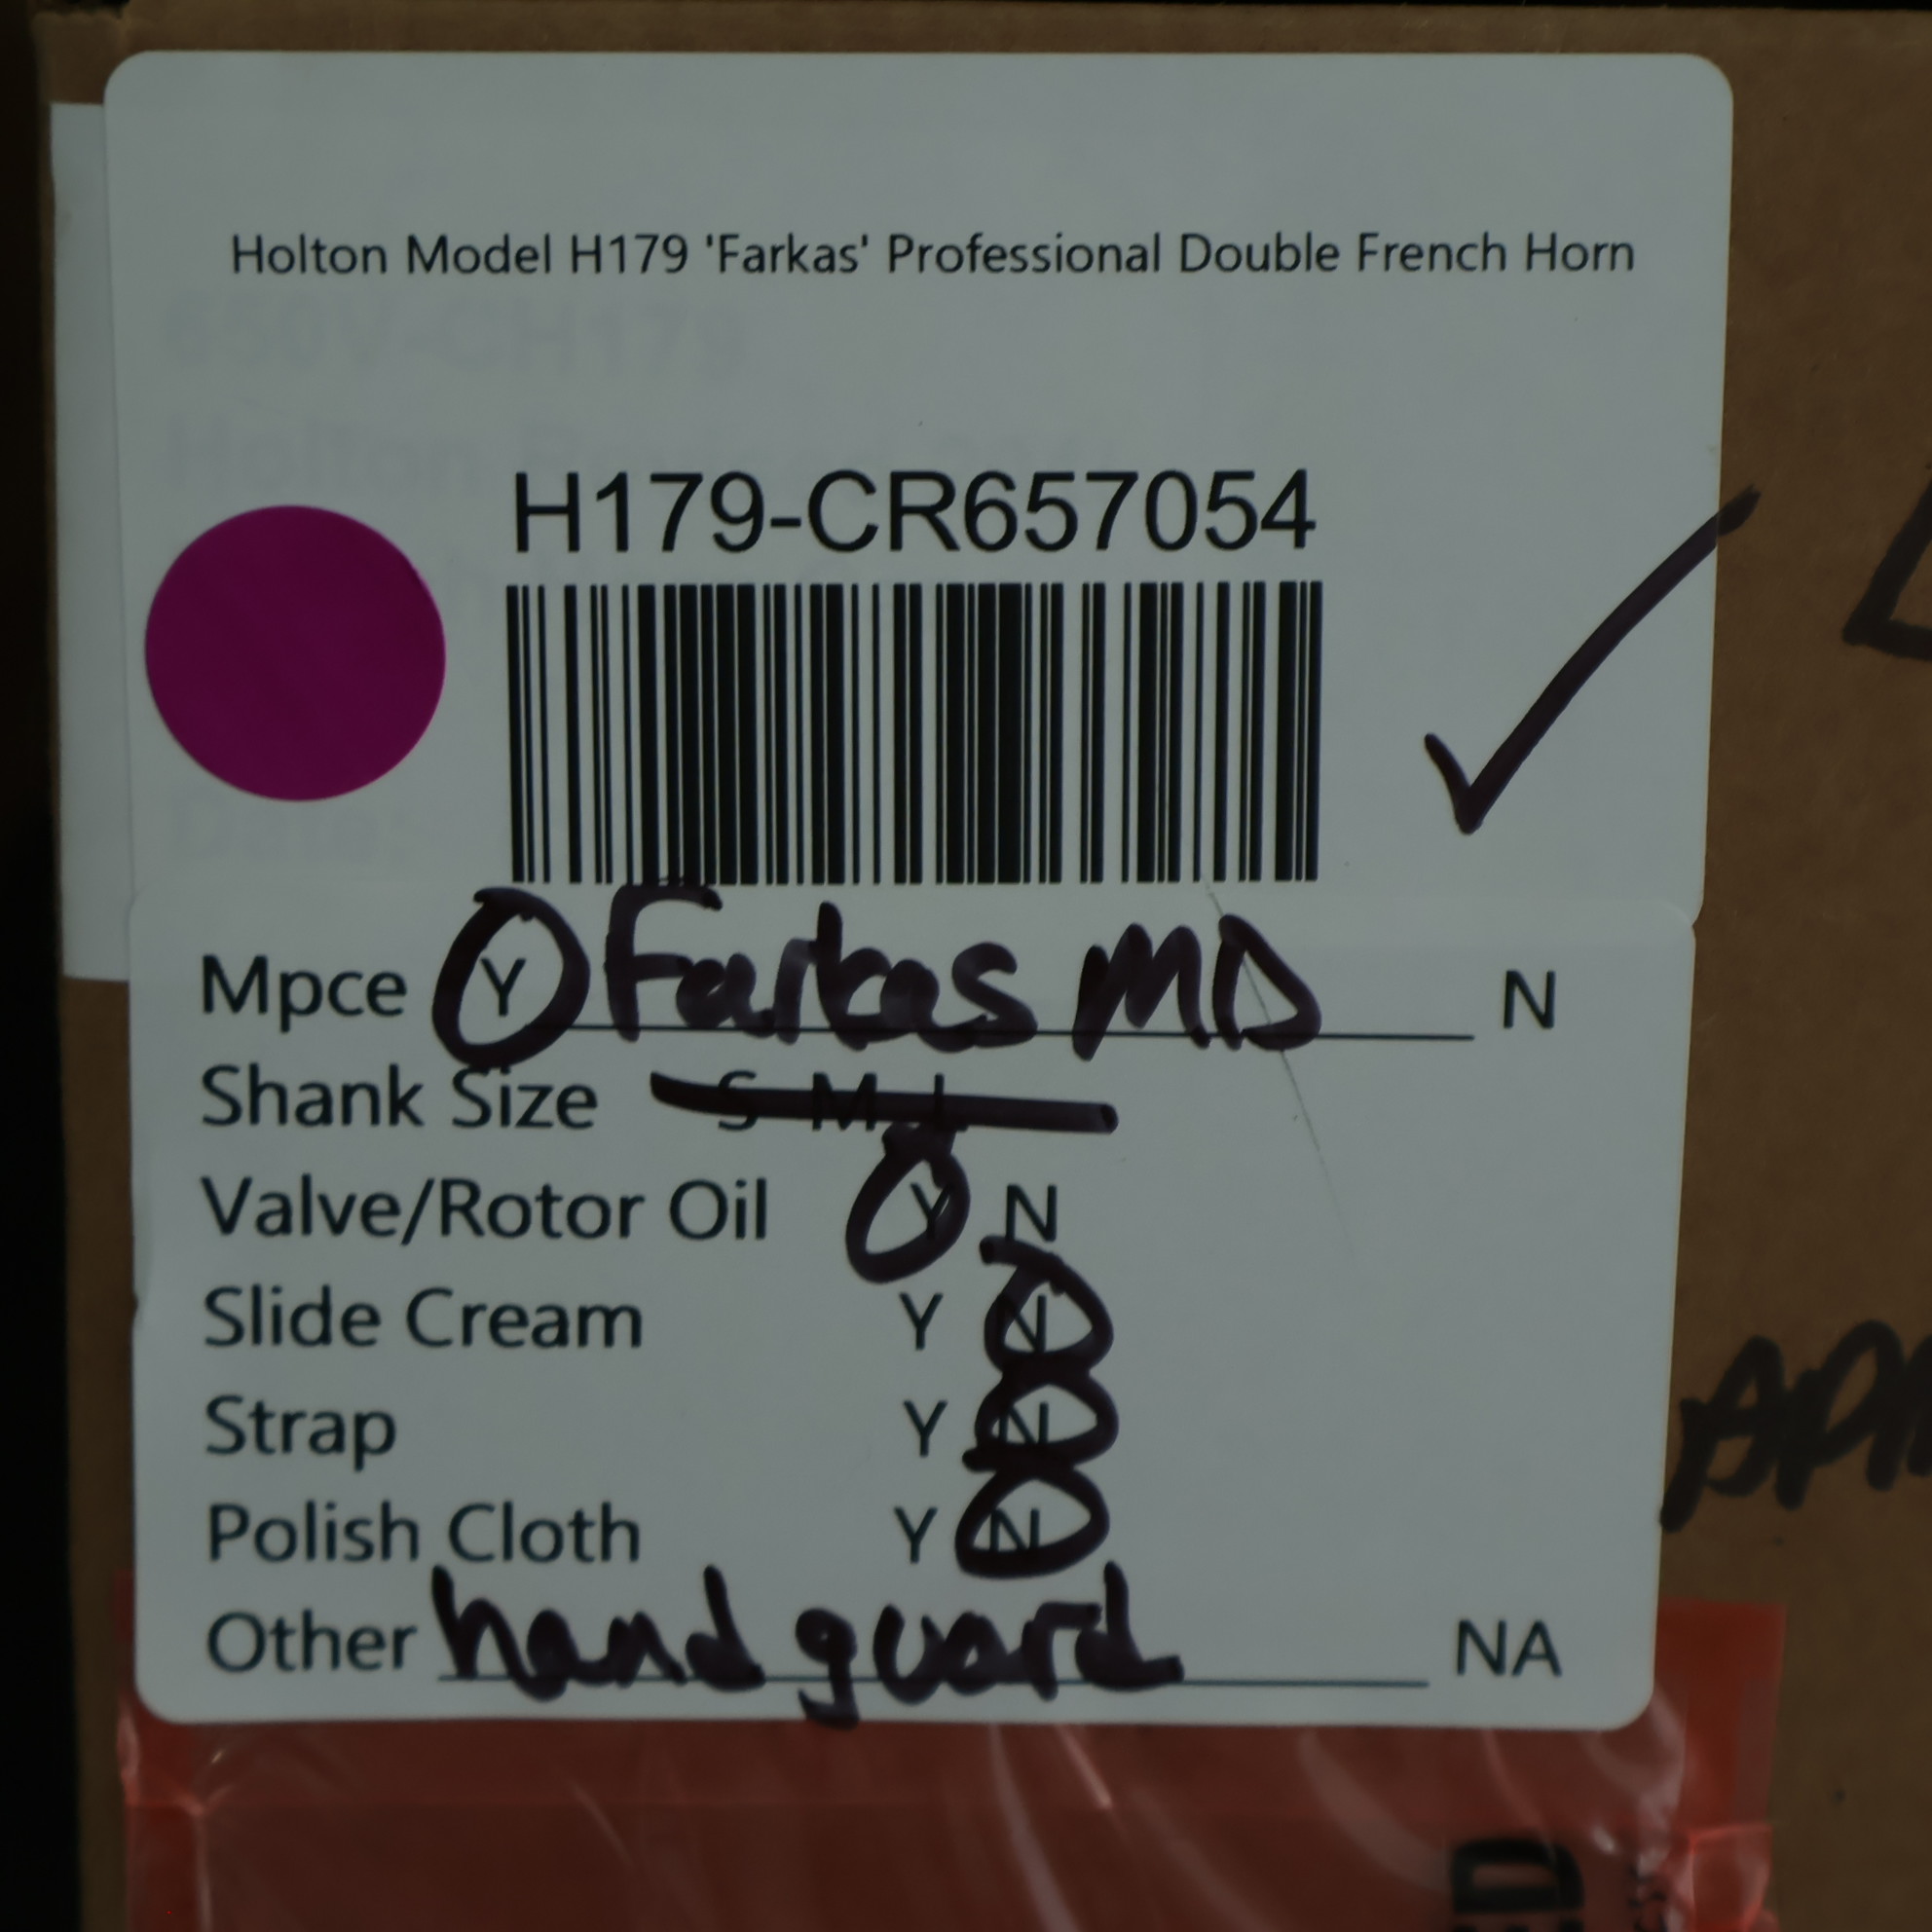 Holton Model H179 'Farkas' Professional Double French Horn
H179-CR657054
Mpce Y Farkas MD N
Shank Size S M L
Valve/Rotor Oil Y N
Slide Cream Y N
Strap Y N
Polish Cloth Y N
Other hand guard NA